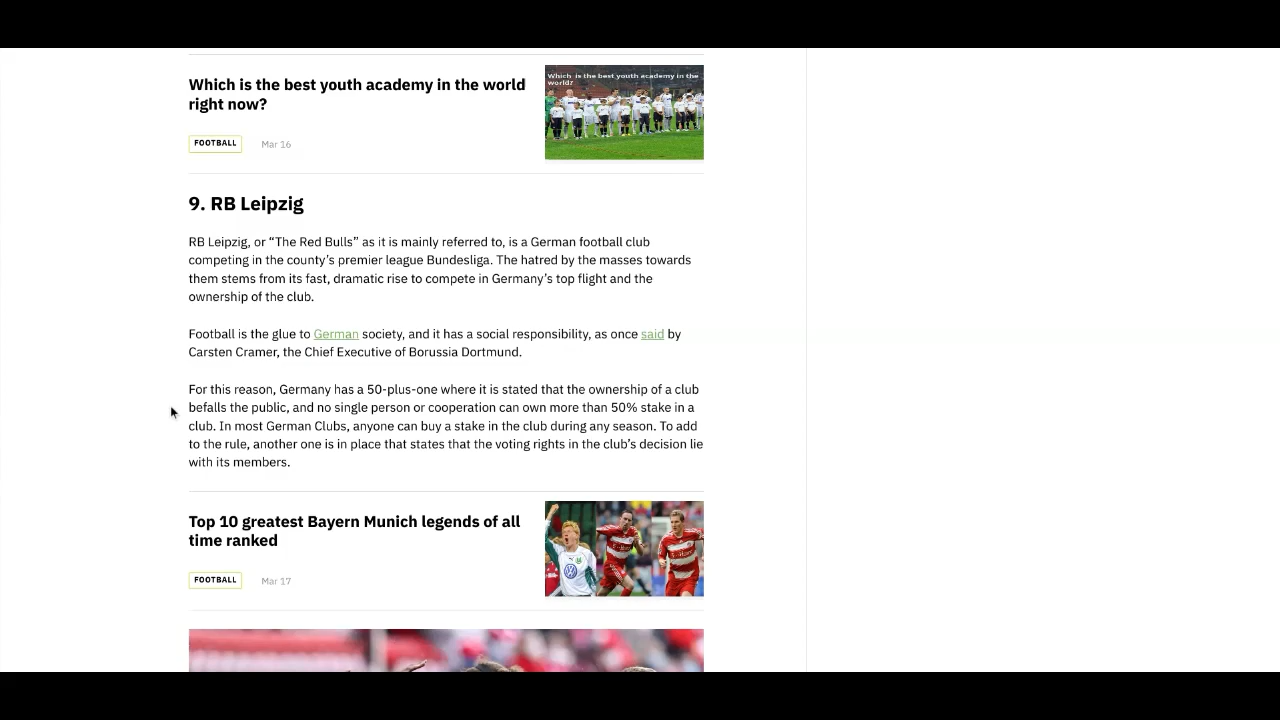 Which is the best youth academy in the world
right now?
Which is the best youth academy in the
world?
FOOTBALL
Mar 16
9. RB Leipzig
RB Leipzig, or “The Red Bulls” as it is mainly referred to, is a German football club
competing in the county’s premier league Bundesliga. The hatred by the masses towards
them stems from its fast, dramatic rise to compete in Germany’s top flight and the
ownership of the club.
Football is the glue to German society, and it has a social responsibility, as once said by
Carsten Cramer, the Chief Executive of Borussia Dortmund.
For this reason, Germany has a 50-plus-one where it is stated that the ownership of a club
befalls the public, and no single person or cooperation can own more than 50% stake in a
club. In most German Clubs, anyone can buy a stake in the club during any season. To add
to the rule, another one is in place that states that the voting rights in the club’s decision lie
with its members.
Top 10 greatest Bayern Munich legends of all
time ranked
FOOTBALL
Mar 17